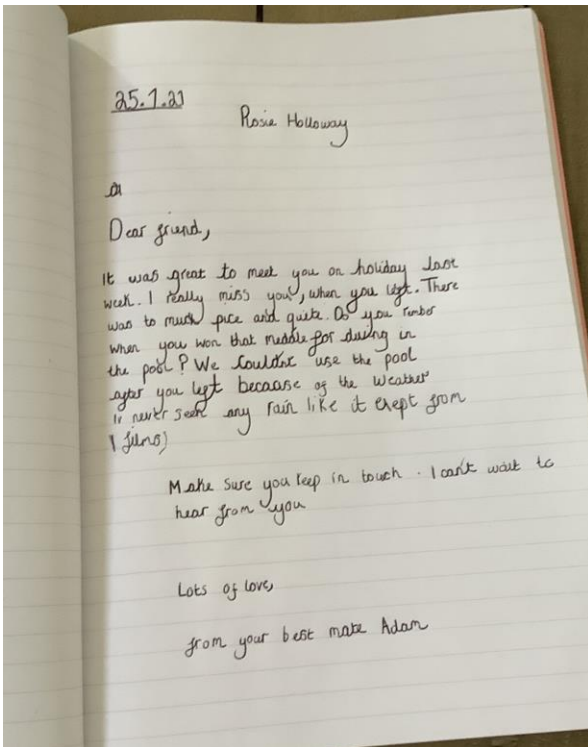 25.1.21
Rosie Holloway
Dear friend,
It was great to meet you on holiday last
week. I really miss you, when you left. There
was to much pice and quite. Do you rember
when you won that meddle for diving in
the pool? We couldnt use the pool
after you left because of the weather
never seen any rain like it exept from
films)
Make sure you keep in touch. I can't wait to
hear from you
Lots of love,
from your best mate Adam